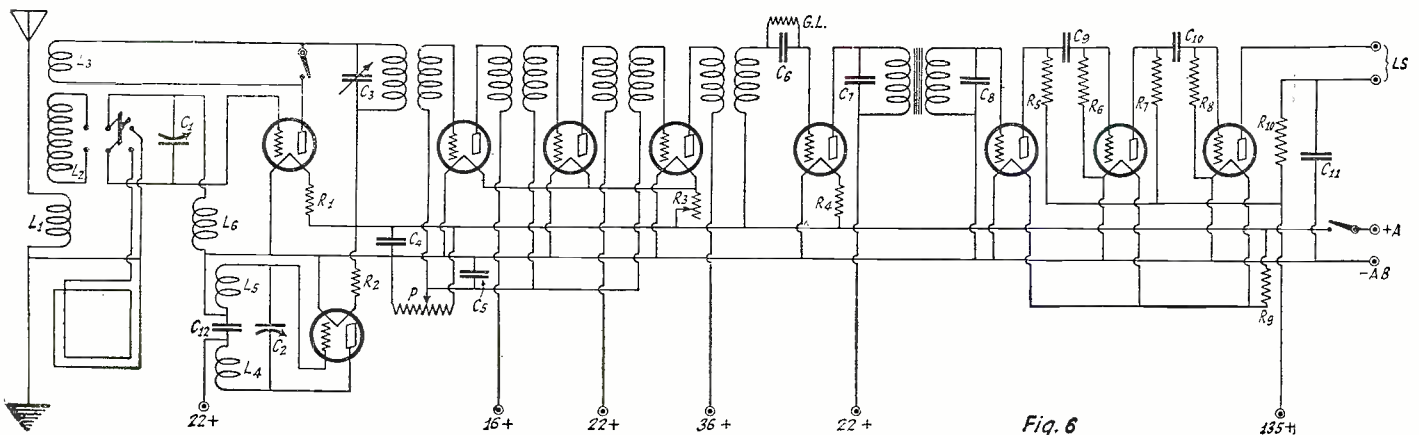 G.L.
L3
C3
C6
C7
C8
C9
C10
LS
L2
C1
R5
R6
R7
R8
R10
C11
L1
L6
R1
R3
R4
+A
C4
-AB
L5
R2
P
C5
R9
C12
C2
L4
22+
16+
22+
36+
22+
Fig. 6
135+